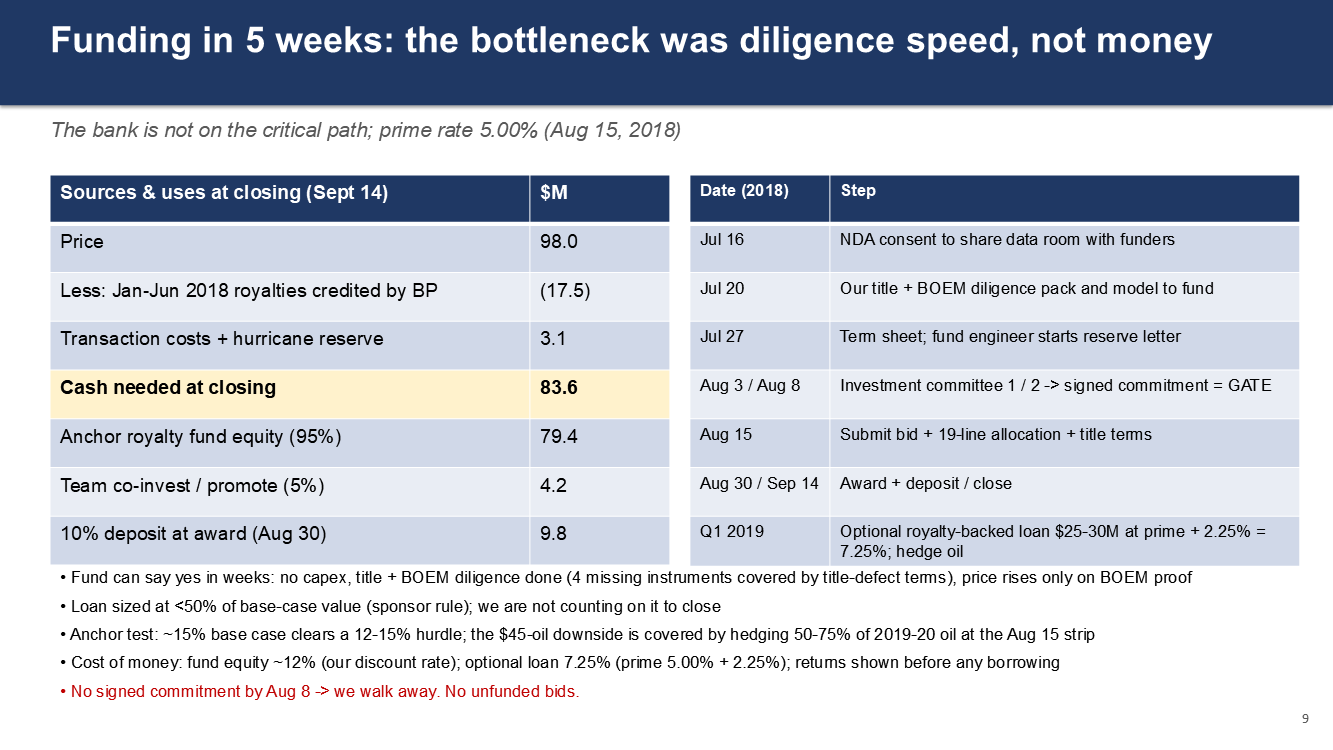 Funding in 5 weeks: the bottleneck was diligence speed, not money
The bank is not on the critical path; prime rate 5.00% (Aug 15, 2018)
Sources & uses at closing (Sept 14) $M
Price 98.0
Less: Jan-Jun 2018 royalties credited by BP (17.5)
Transaction costs + hurricane reserve 3.1
Cash needed at closing 83.6
Anchor royalty fund equity (95%) 79.4
Team co-invest / promote (5%) 4.2
10% deposit at award (Aug 30) 9.8
Date (2018) Step
Jul 16 NDA consent to share data room with funders
Jul 20 Our title + BOEM diligence pack and model to fund
Jul 27 Term sheet; fund engineer starts reserve letter
Aug 3 / Aug 8 Investment committee 1 / 2 -> signed commitment = GATE
Aug 15 Submit bid + 19-line allocation + title terms
Aug 30 / Sep 14 Award + deposit / close
Q1 2019 Optional royalty-backed loan $25-30M at prime + 2.25% =
7.25%; hedge oil
• Fund can say yes in weeks: no capex, title + BOEM diligence done (4 missing instruments covered by title-defect terms), price rises only on BOEM proof
• Loan sized at <50% of base-case value (sponsor rule); we are not counting on it to close
• Anchor test: ~15% base case clears a 12-15% hurdle; the $45-oil downside is covered by hedging 50-75% of 2019-20 oil at the Aug 15 strip
• Cost of money: fund equity ~12% (our discount rate); optional loan 7.25% (prime 5.00% + 2.25%); returns shown before any borrowing
• No signed commitment by Aug 8 -> we walk away. No unfunded bids.
9